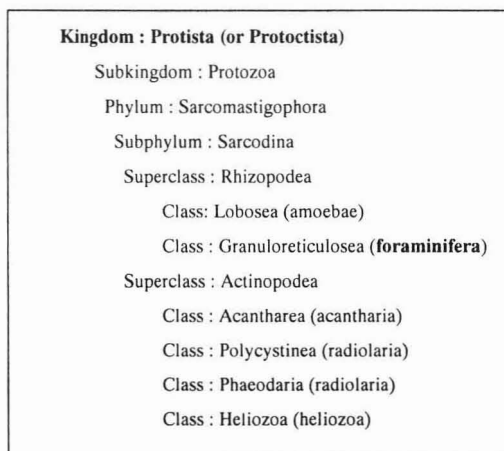 Kingdom : Protista (or Protoctista)
Subkingdom : Protozoa
Phylum : Sarcomastigophora
Subphylum : Sarcodina
Superclass : Rhizopodea
Class: Lobosea (amoebae)
Class : Granuloreticulosea (foraminifera)
Superclass : Actinopodea
Class : Acantharea (acantharia)
Class : Polycystinea (radiolaria)
Class : Phaeodaria (radiolaria)
Class : Heliozoa (heliozoa)